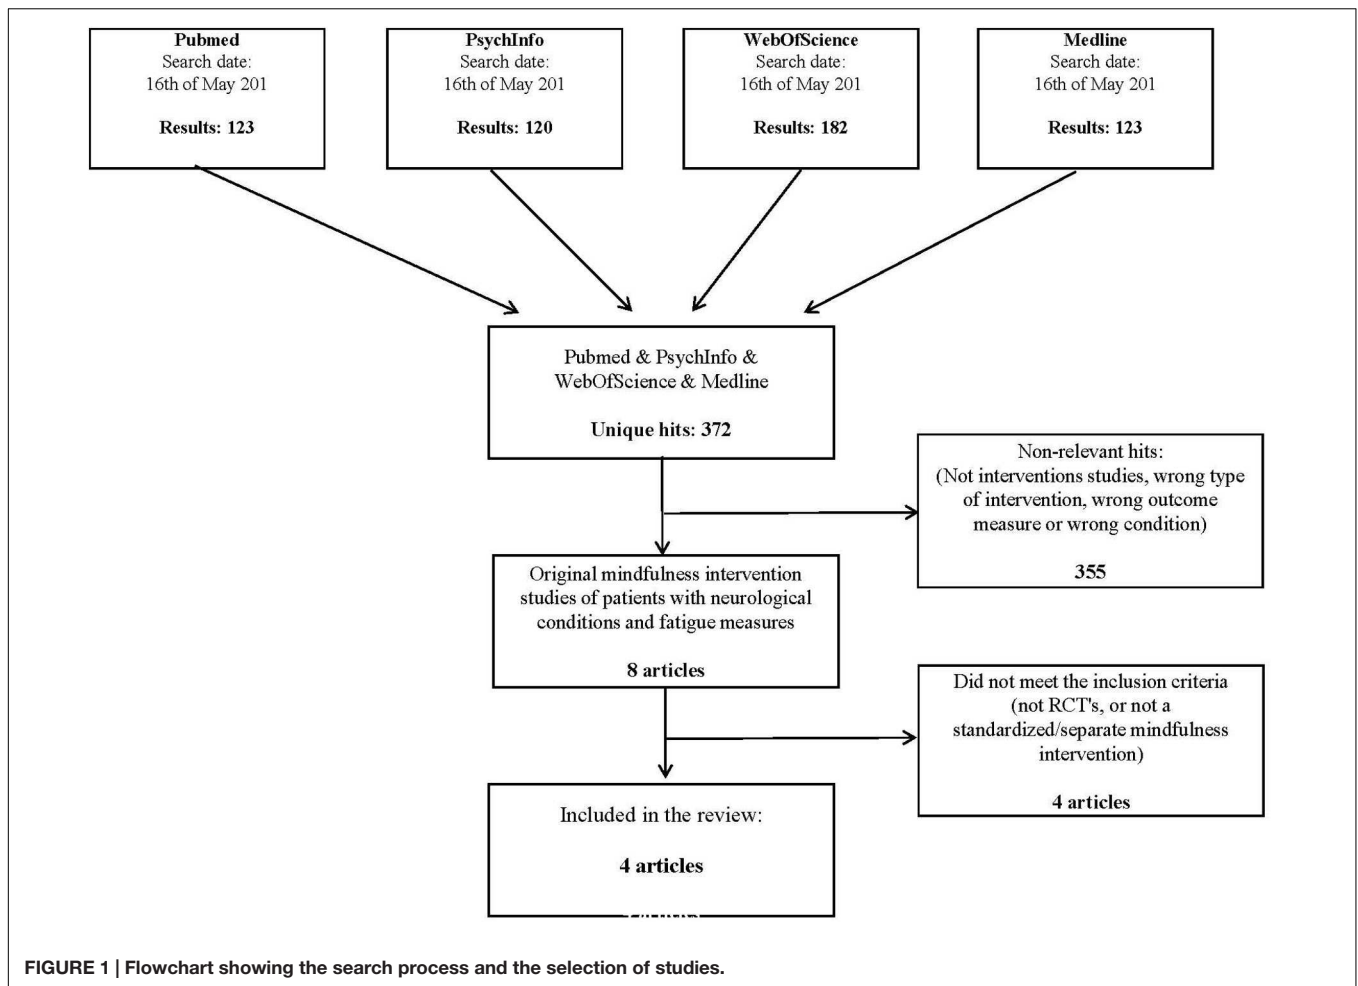 Pubmed
Search date:
16th of May 201
Results: 123
PsychInfo
Search date:
16th of May 201
Results: 120
WebOfScience
Search date:
16th of May 201
Results: 182
Medline
Search date:
16th of May 201
Results: 123
Pubmed & PsychInfo &
WebOfScience & Medline
Unique hits: 372
Non-relevant hits:
(Not interventions studies, wrong type
of intervention, wrong outcome
measure or wrong condition)
355
Original mindfulness intervention
studies of patients with neurological
conditions and fatigue measures
8 articles
Did not meet the inclusion criteria
(not RCT's, or not a
standardized/separate mindfulness
intervention)
4 articles
Included in the review:
4 articles
FIGURE 1 | Flowchart showing the search process and the selection of studies.